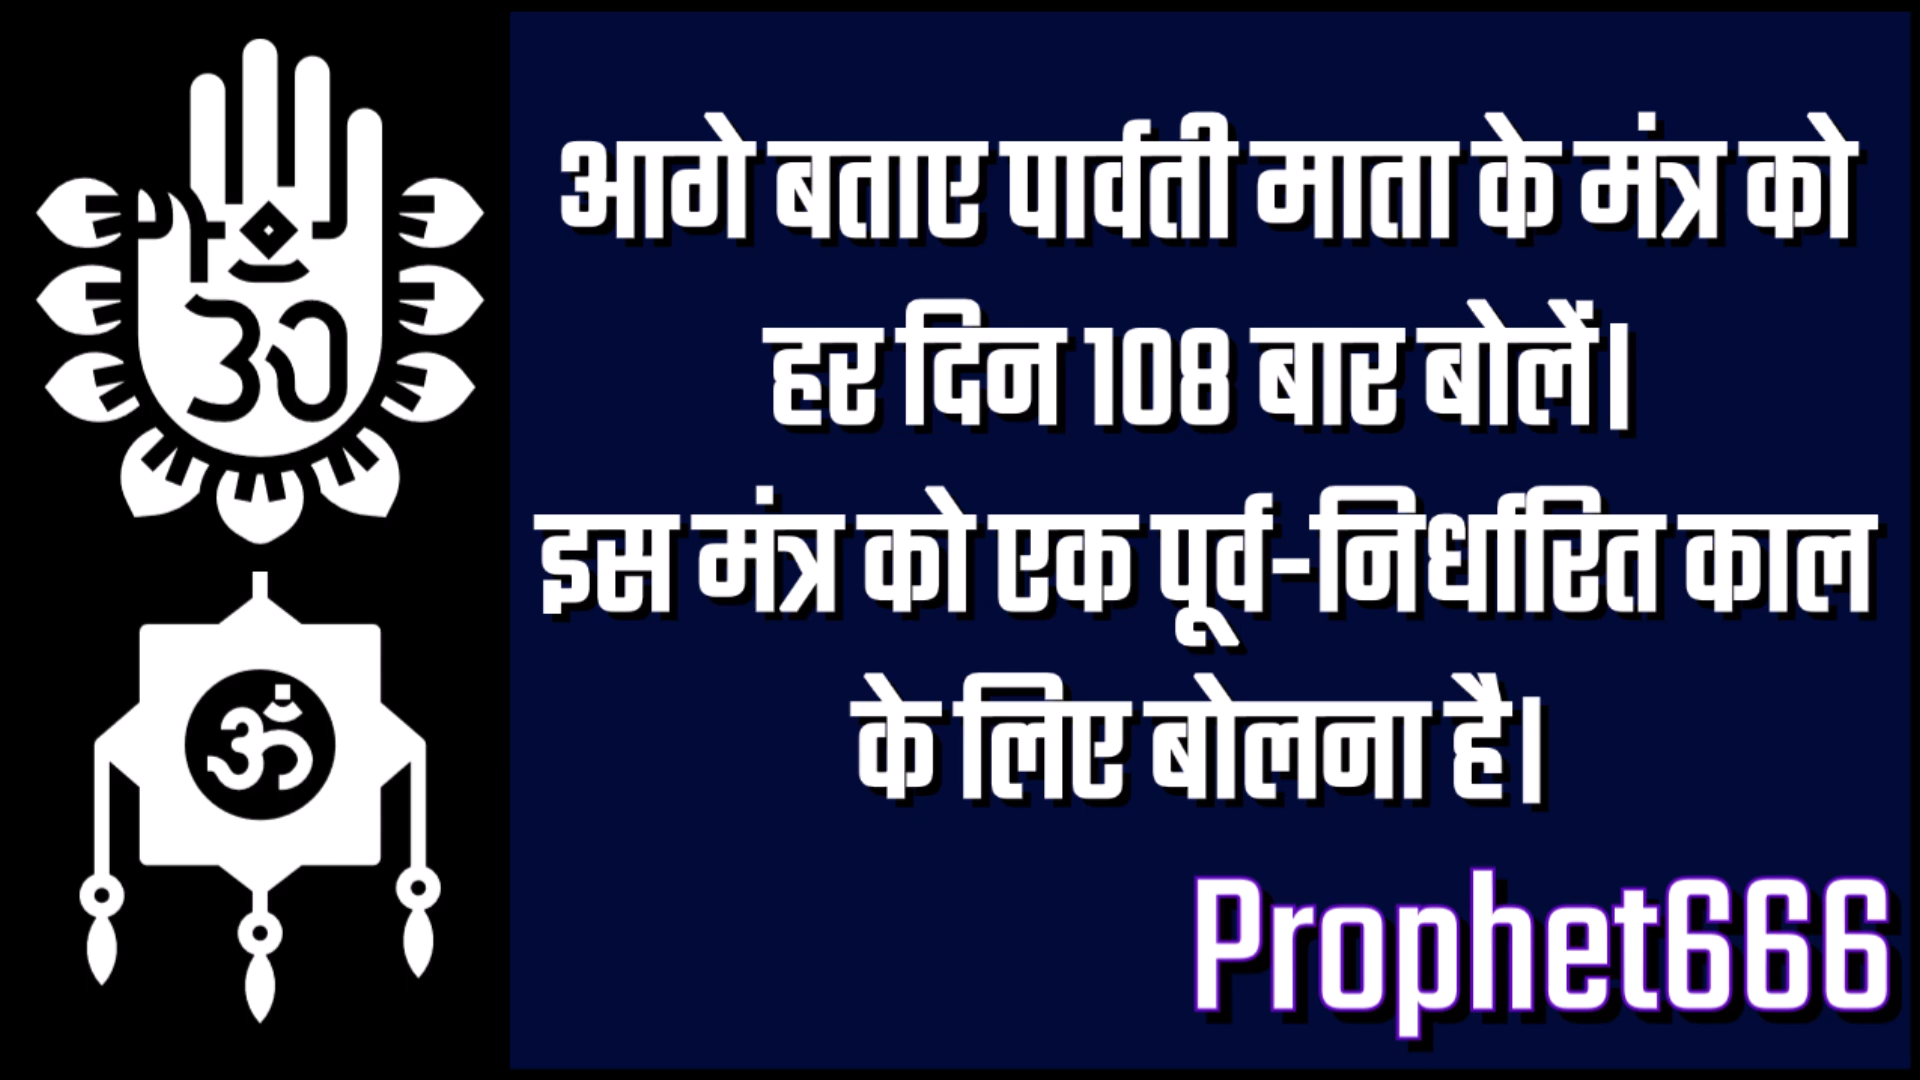 आगे बताए पार्वती माता के मंत्र को
हर दिन 108 बार बोलें।
इस मंत्र को एक पूर्व-निर्धारित काल
के लिए बोलना है।
Prophet666
ॐ
ॐ